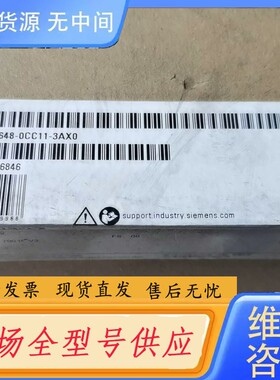 货源 无中间
648-0CC11-3AX0
6846
support.industry.siemens.com
发票 现货直发 售后无忧
场全型号供应
维
咨